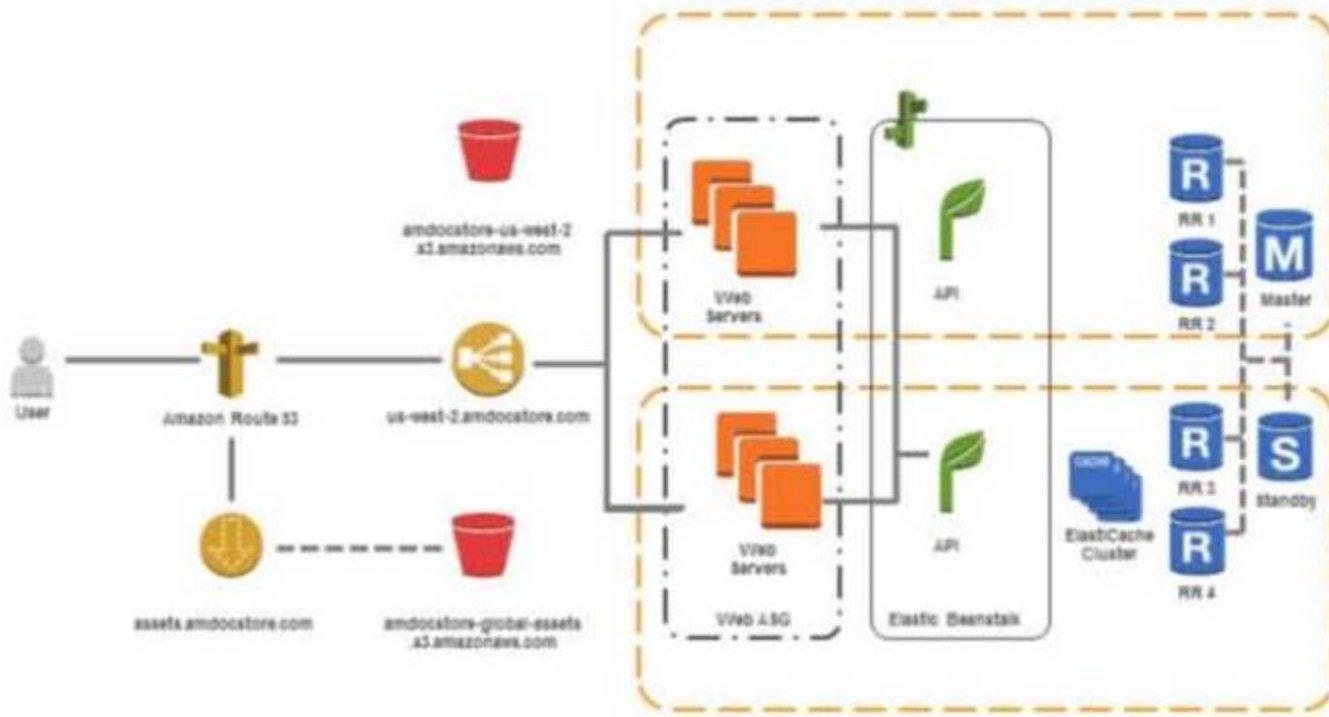 amdocstore-us-west-2
.s3.amazonaws.com
User
Amazon Route 53
us-west-2.amdocstore.com
assets.amdocstore.com
amdocstore-global-assets
.s3.amazonaws.com
Web
Servers
Web
Servers
Web ASG
API
API
Elastic Beanstalk
CACHE
ElastiCache
Cluster
R
RR 1
R
RR 2
M
Master
R
RR 3
S
Standby
R
RR 4